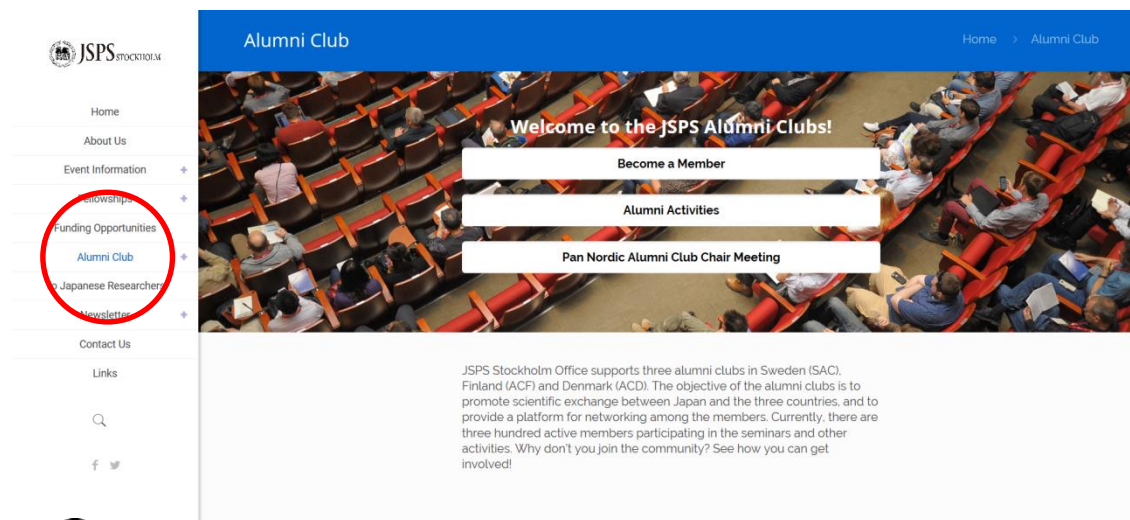 JSPS STOCKHOLM
Home
About Us
Event Information +
Fellowships +
Funding Opportunities
Alumni Club +
o Japanese Researchers
Newsletter +
Contact Us
Links
Alumni Club
Home > Alumni Club
Welcome to the JSPS Alumni Clubs!
Become a Member
Alumni Activities
Pan Nordic Alumni Club Chair Meeting
JSPS Stockholm Office supports three alumni clubs in Sweden (SAC),
Finland (ACF) and Denmark (ACD). The objective of the alumni clubs is to
promote scientific exchange between Japan and the three countries, and to
provide a platform for networking among the members. Currently, there are
three hundred active members participating in the seminars and other
activities. Why don't you join the community? See how you can get
involved!